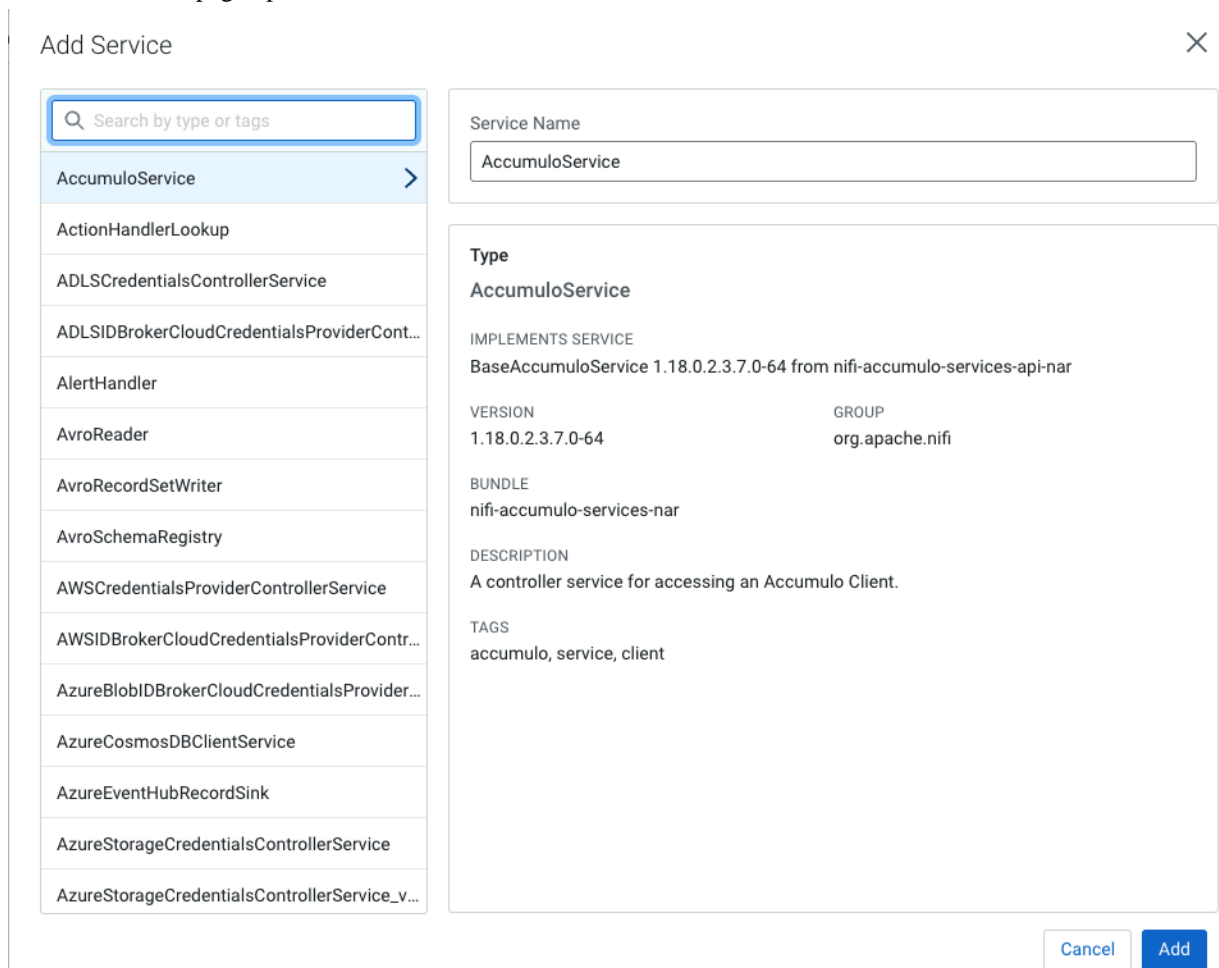 Add Service
Search by type or tags
AccumuloService
ActionHandlerLookup
ADLSCredentialsControllerService
ADLSIDBrokerCloudCredentialsProviderCont...
AlertHandler
AvroReader
AvroRecordSetWriter
AvroSchemaRegistry
AWSCredentialsProviderControllerService
AWSIDBrokerCloudCredentialsProviderContr...
AzureBlobIDBrokerCloudCredentialsProvider...
AzureCosmosDBClientService
AzureEventHubRecordSink
AzureStorageCredentialsControllerService
AzureStorageCredentialsControllerService_v...
Service Name
AccumuloService
Type
AccumuloService
IMPLEMENTS SERVICE
BaseAccumuloService 1.18.0.2.3.7.0-64 from nifi-accumulo-services-api-nar
VERSION GROUP
1.18.0.2.3.7.0-64 org.apache.nifi
BUNDLE
nifi-accumulo-services-nar
DESCRIPTION
A controller service for accessing an Accumulo Client.
TAGS
accumulo, service, client
Cancel Add